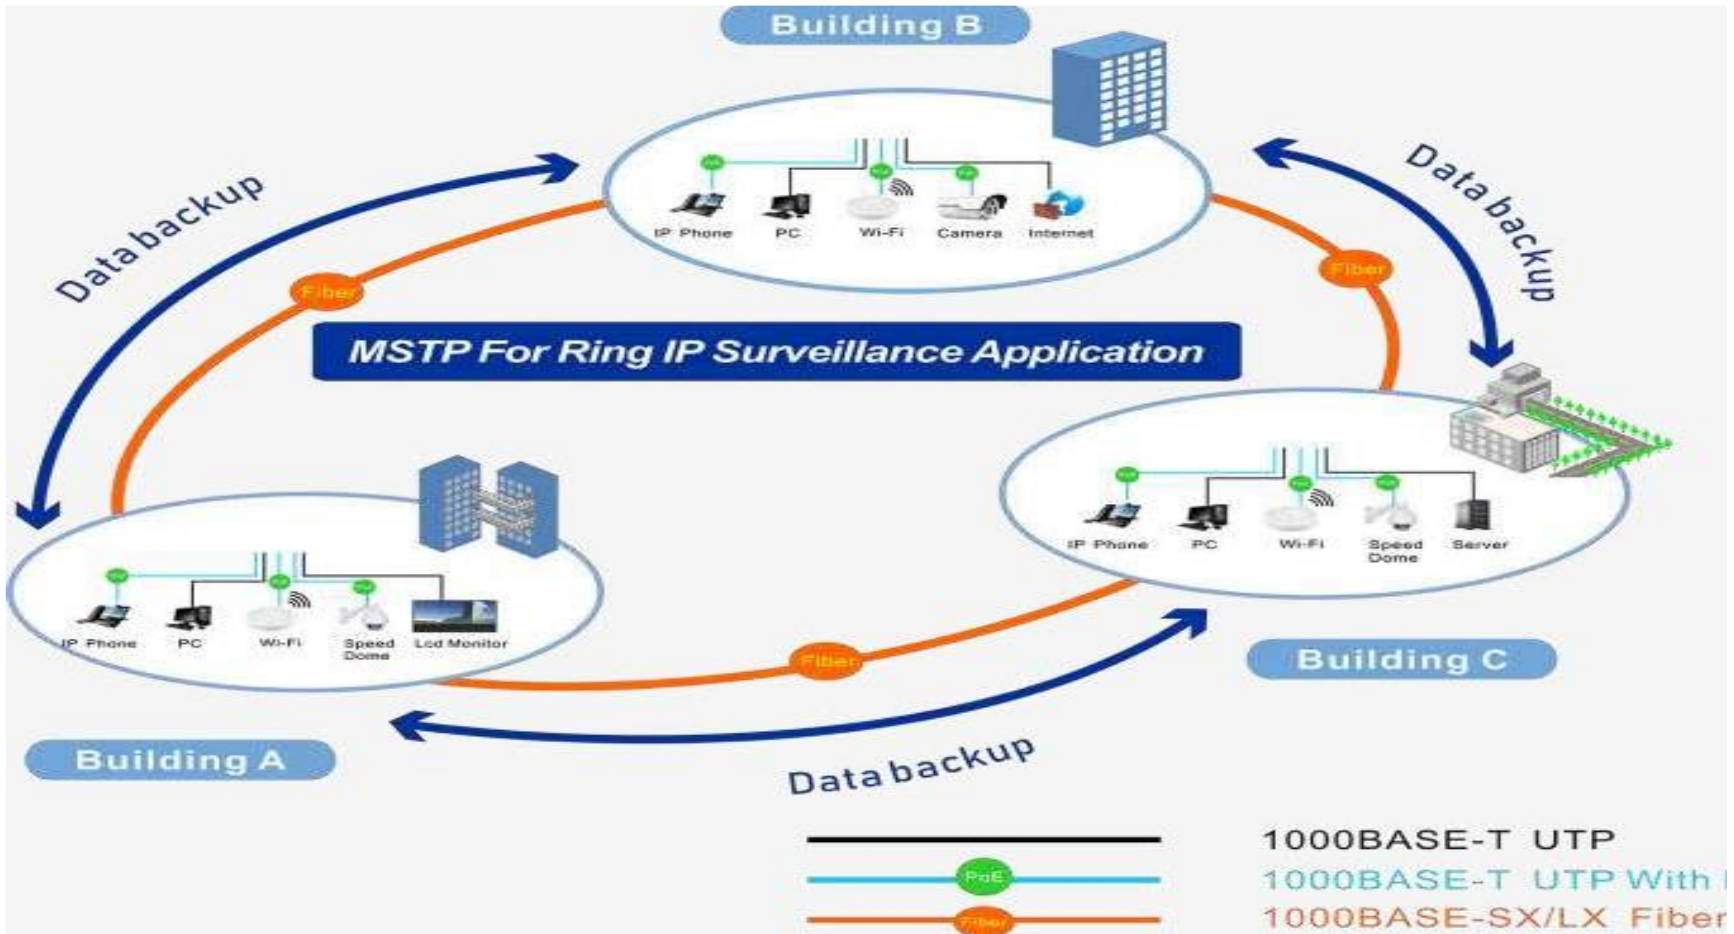 Building B
Data backup
Data backup
IP Phone
PC
Wi-Fi
Camera
Internet
Fiber
Fiber
MSTP For Ring IP Surveillance Application
IP Phone
PC
Wi-Fi
Speed
Dome
Server
IP Phone
PC
Wi-Fi
Speed
Dome
Lcd Monitor
Fiber
Building C
Building A
Data backup
1000BASE-T UTP
PoE
1000BASE-T UTP With
Fiber
1000BASE-SX/LX Fiber